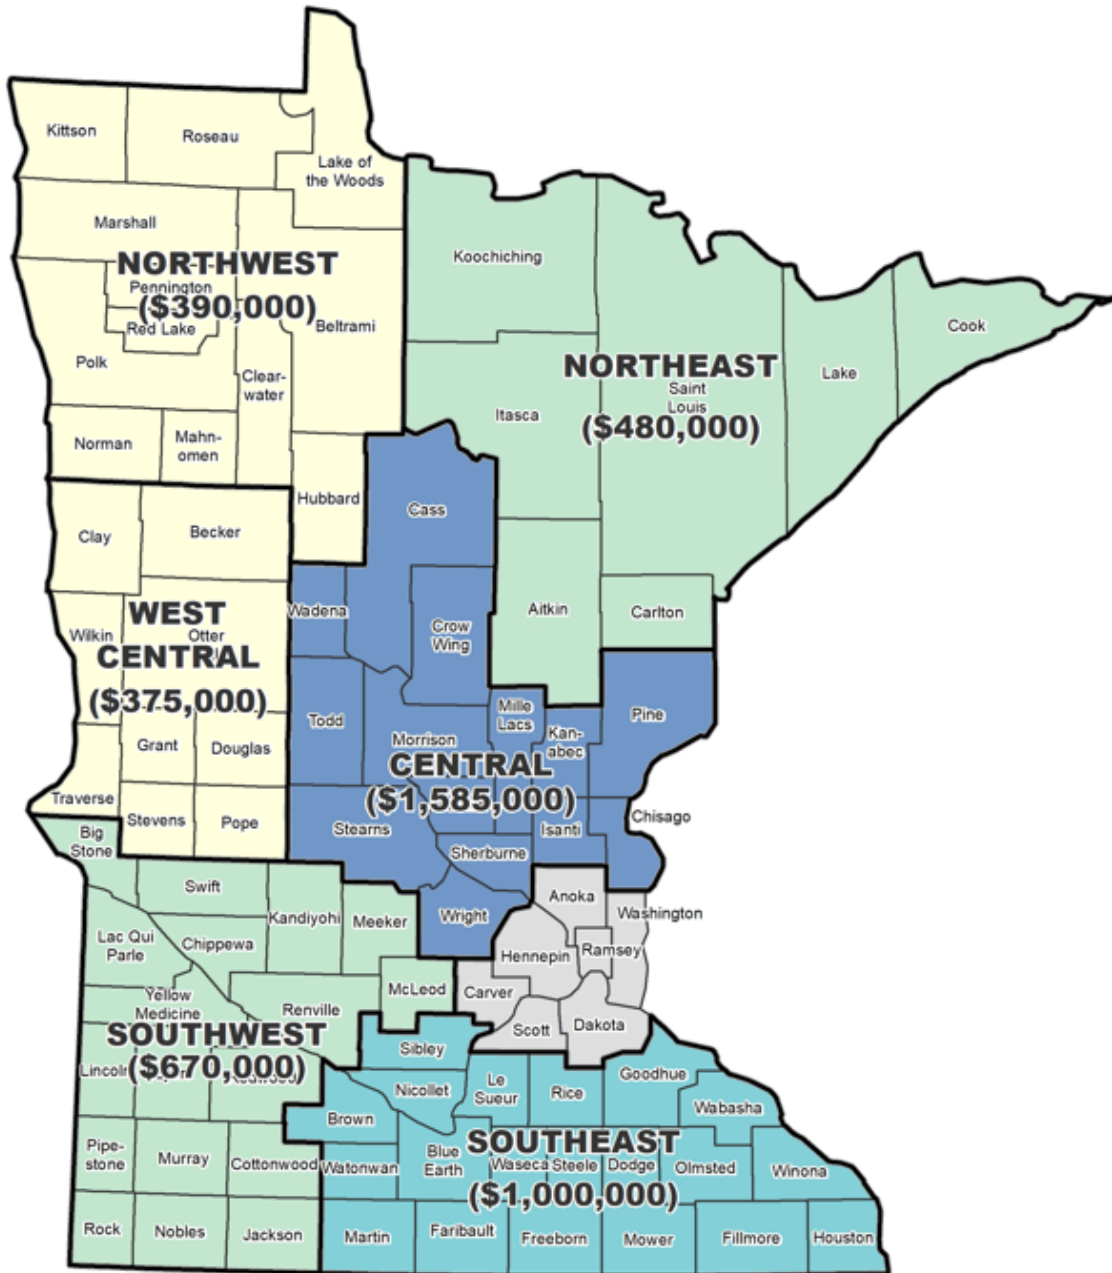 Kittson
Roseau
Lake of
the Woods
Marshall
NORTHWEST
Pennington
($390,000)
Red Lake
Beltrami
Polk
Clear-
water
Norman
Mahn-
omen
Hubbard
Koochiching
Cook
Lake
NORTHEAST
Saint
Louis
($480,000)
Itasca
Aitkin
Carlton
Clay
Becker
WEST
Wilkin
Otter
CENTRAL
($375,000)
Grant
Douglas
Traverse
Stevens
Pope
Cass
Wadena
Crow
Wing
Todd
Mille
Lacs
Kan-
abec
Pine
Morrison
CENTRAL
($1,585,000)
Stearns
Isanti
Chisago
Sherburne
Wright
Anoka
Washington
Hennepin
Ramsey
Carver
Scott
Dakota
Big
Stone
Swift
Kandiyohi
Meeker
Lac Qui
Parle
Chippewa
McLeod
Yellow
Medicine
Renville
SOUTHWEST
($670,000)
Lincoln
Pipe-
stone
Murray
Cottonwood
Rock
Nobles
Jackson
Sibley
Nicollet
Le
Sueur
Rice
Goodhue
Wabasha
Brown
SOUTHEAST
Blue
Earth
Watonwan
Waseca
Steele
Dodge
Olmsted
Winona
($1,000,000)
Martin
Faribault
Freeborn
Mower
Fillmore
Houston